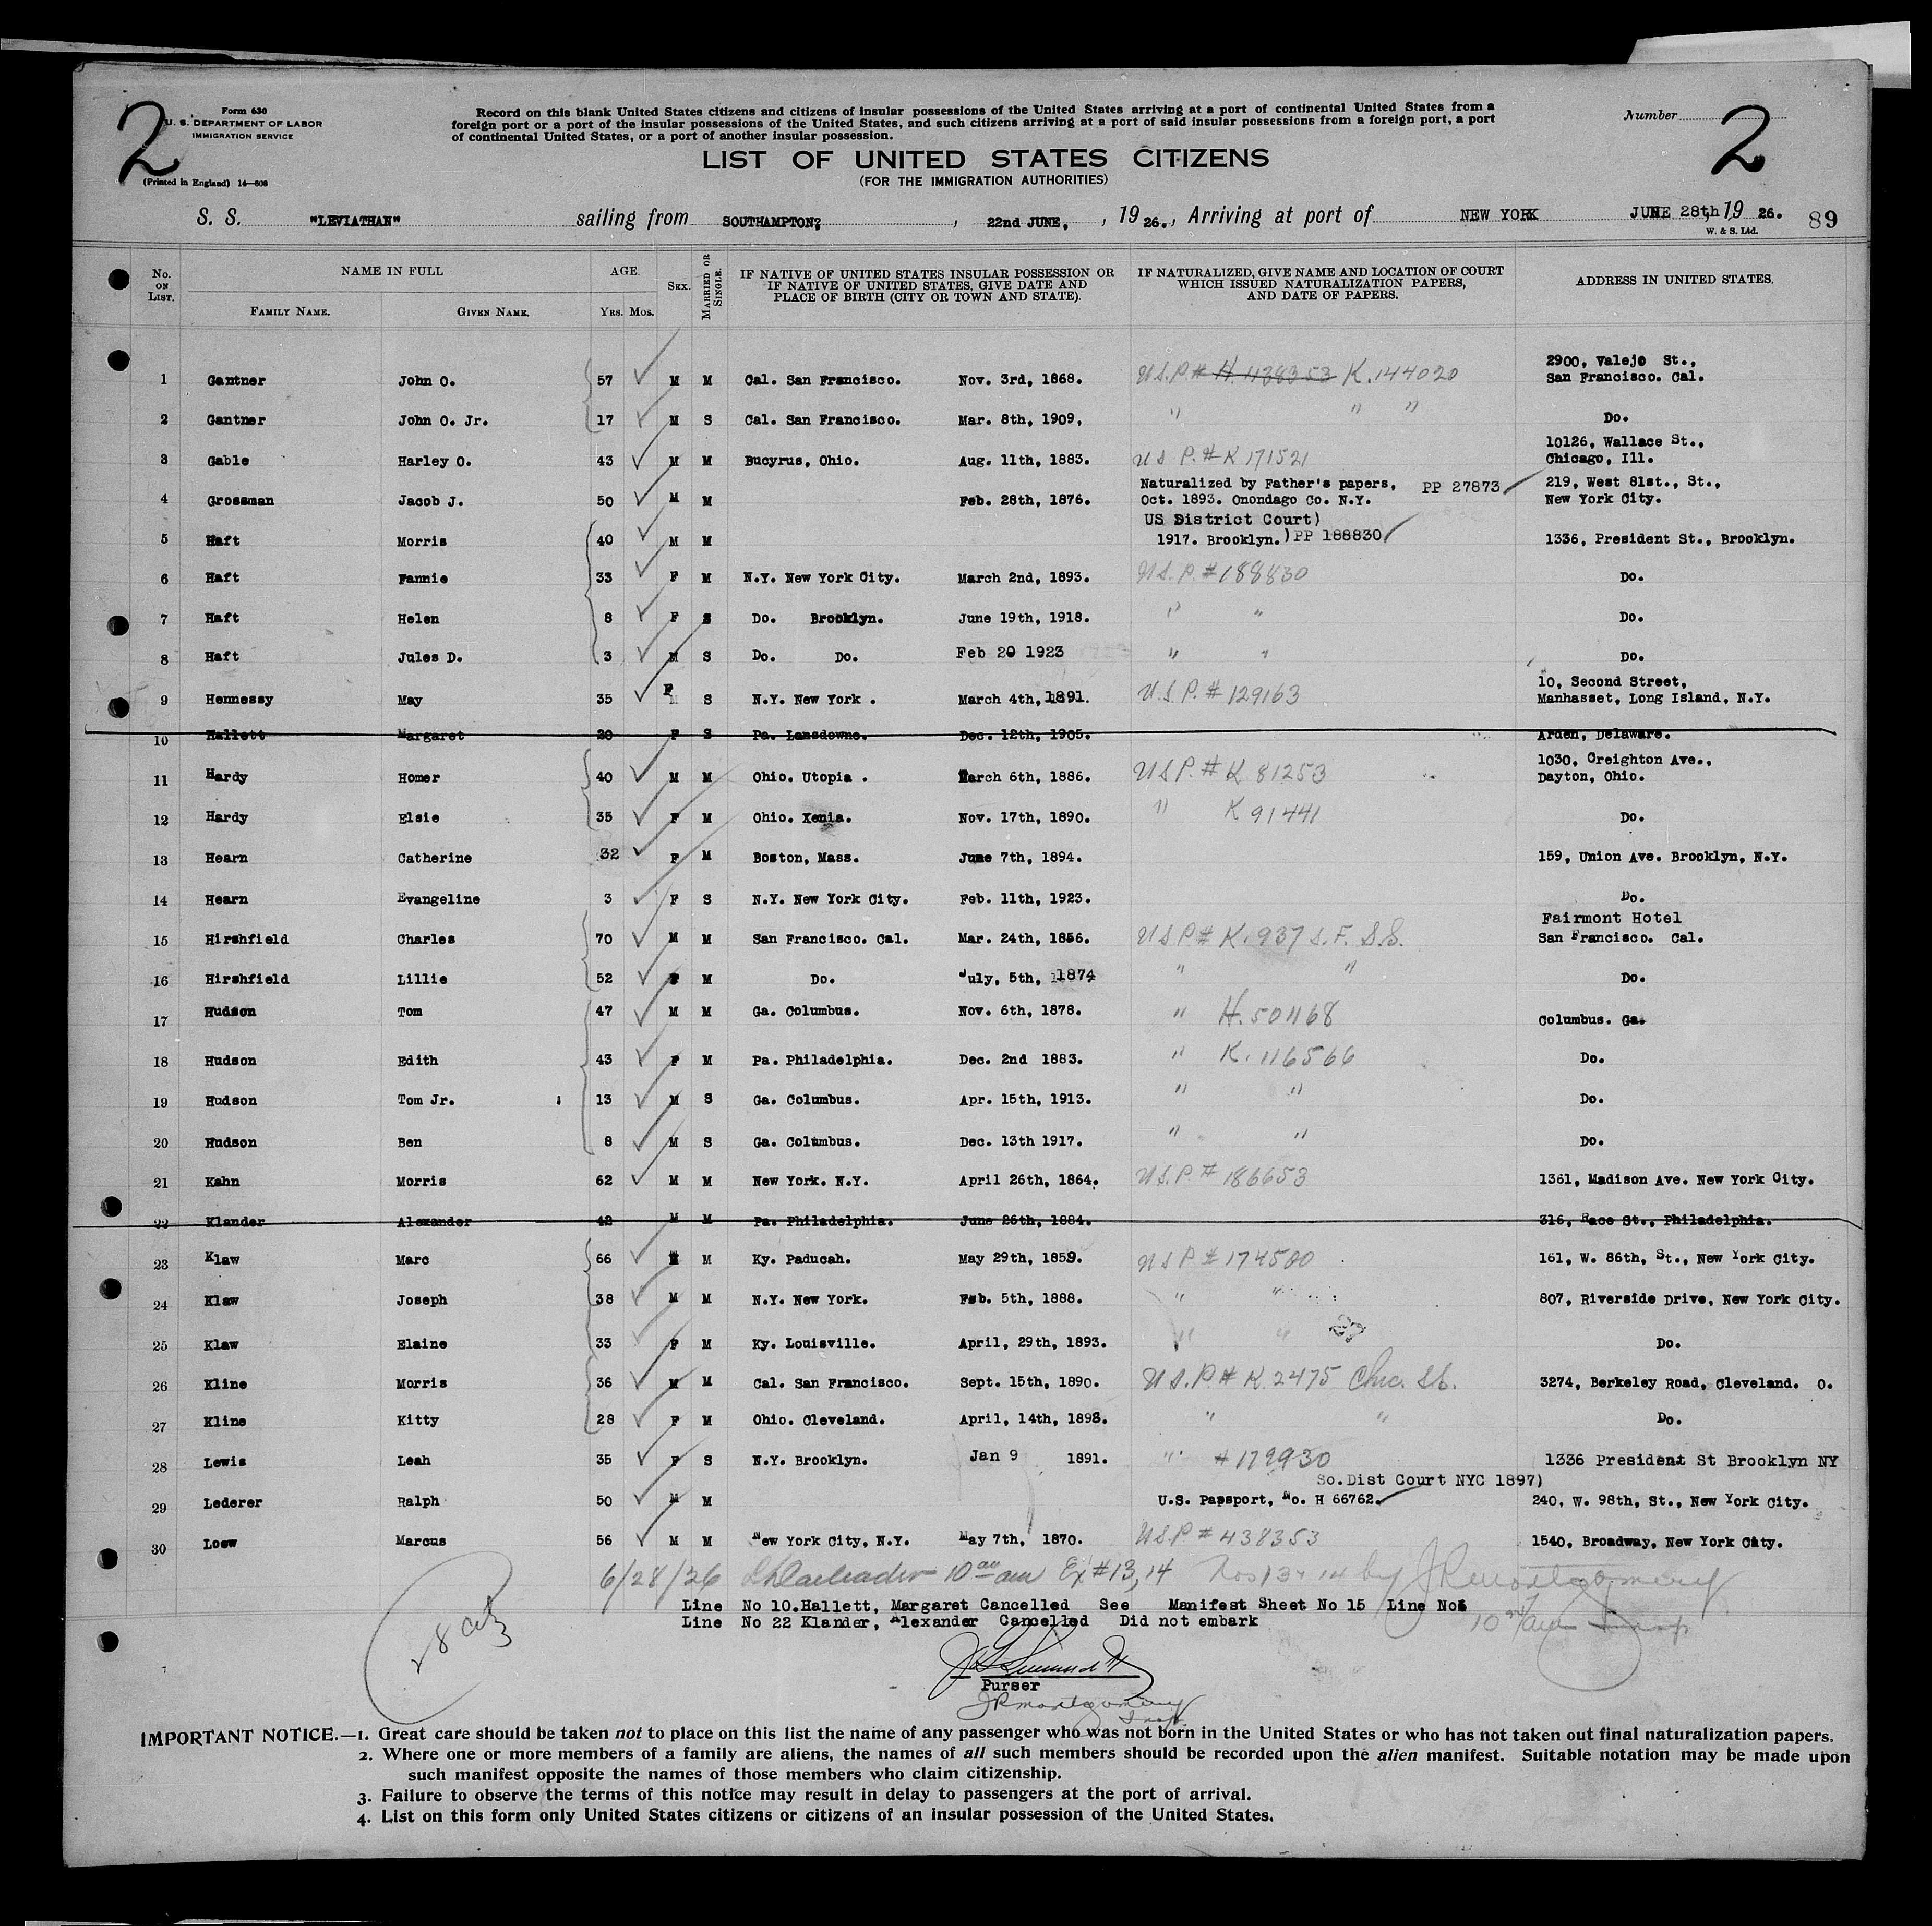 2
Form 630
U. S. DEPARTMENT OF LABOR
IMMIGRATION SERVICE
(Printed in England) 14—608
Record on this blank United States citizens and citizens of insular possessions of the United States arriving at a port of continental United States from a
foreign port or a port of the insular possessions of the United States, and such citizens arriving at a port of said insular possessions from a foreign port, a port
of continental United States, or a port of another insular possession.
Number 2
LIST OF UNITED STATES CITIZENS
(FOR THE IMMIGRATION AUTHORITIES)
S. S. "LEVIATHAN" sailing from SOUTHAMPTON, 22nd JUNE, 1926., Arriving at port of NEW YORK JUNE 28th, 1926. 89
W. & S. Ltd.
No. ON LIST. NAME IN FULL AGE. SEX. MARRIED OR SINGLE. IF NATIVE OF UNITED STATES INSULAR POSSESSION OR IF NATIVE OF UNITED STATES, GIVE DATE AND PLACE OF BIRTH (CITY OR TOWN AND STATE). IF NATURALIZED, GIVE NAME AND LOCATION OF COURT WHICH ISSUED NATURALIZATION PAPERS, AND DATE OF PAPERS. ADDRESS IN UNITED STATES.
FAMILY NAME. GIVEN NAME. YRS. MOS.
1 Gantner John O. 57 M M Cal. San Francisco. Nov. 3rd, 1868. U.S.P.# H. 438353 K.144020 2900, Valejo St., San Francisco. Cal.
2 Gantner John O. Jr. 17 M S Cal. San Francisco. Mar. 8th, 1909, " " " Do.
3 Gable Harley O. 43 M M Bucyrus, Ohio. Aug. 11th, 1883. U S P.# K 171521 10126, Wallace St., Chicago, Ill.
4 Grossman Jacob J. 50 M M Feb. 28th, 1876. Naturalized by Father's papers, Oct. 1893. Onondago Co. N.Y. PP 27873 219, West 81st., St., New York City.
5 Haft Morris 40 M M US District Court) 1917. Brooklyn.) PP 188830 1336, President St., Brooklyn.
6 Haft Fannie 33 F M N.Y. New York City. March 2nd, 1893. U.S.P.#188830 Do.
7 Haft Helen 8 F S Do. Brooklyn. June 19th, 1918. " " Do.
8 Haft Jules D. 3 M S Do. Do. Feb 20 1923 " " Do.
9 Hennessy May 35 F S N.Y. New York . March 4th, 1891. U.S.P.# 129163 10, Second Street, Manhasset, Long Island, N.Y.
10 Hallett Margaret 20 F S Pa. Lansdowne. Dec. 12th, 1905. Arden, Delaware.
11 Hardy Homer 40 M M Ohio. Utopia . March 6th, 1886. U S P.# K 81253 1030, Creighton Ave., Dayton, Ohio.
12 Hardy Elsie 35 F M Ohio. Xenia. Nov. 17th, 1890. " K 91441 Do.
13 Hearn Catherine 32 F M Boston, Mass. June 7th, 1894. 159, Union Ave. Brooklyn, N.Y.
14 Hearn Evangeline 3 F S N.Y. New York City. Feb. 11th, 1923. Do.
15 Hirshfield Charles 70 M M San Francisco. Cal. Mar. 24th, 1856. U S P# K.937 S.F. S.S. Fairmont Hotel San Francisco. Cal.
16 Hirshfield Lillie 52 F M Do. July, 5th, 1874 " " Do.
17 Hudson Tom 47 M M Ga. Columbus. Nov. 6th, 1878. " H.501168 Columbus. Ga.
18 Hudson Edith 43 F M Pa. Philadelphia. Dec. 2nd 1883. " K.116566 Do.
19 Hudson Tom Jr. 13 M S Ga. Columbus. Apr. 15th, 1913. " " Do.
20 Hudson Ben 8 M S Ga. Columbus. Dec. 13th 1917. " " Do.
21 Kahn Morris 62 M M New York. N.Y. April 26th, 1864. U.S.P.# 186653 1361, Madison Ave. New York City.
22 Klander Alexander 42 M M Pa. Philadelphia. June 26th, 1884. 316, Race St., Philadelphia.
23 Klaw Marc 66 M M Ky. Paducah. May 29th, 1859. U S P # 174580 161, W. 86th, St., New York City.
24 Klaw Joseph 38 M M N.Y. New York. Feb. 5th, 1888. " " 807, Riverside Drive, New York City.
25 Klaw Elaine 33 F M Ky. Louisville. April, 29th, 1893. " " Do.
26 Kline Morris 36 M M Cal. San Francisco. Sept. 15th, 1890. U S.P.# K.2475 Chic. 3274, Berkeley Road, Cleveland. O.
27 Kline Kitty 28 F M Ohio. Cleveland. April, 14th, 1898. " " Do.
28 Lewis Leah 35 F S N.Y. Brooklyn. Jan 9 1891. " #179930 1336 President St Brooklyn NY
29 Lederer Ralph 50 M M So.Dist Court NYC 1897) U.S. Passport, No. H 66762. 240, W. 98th, St., New York City.
30 Loew Marcus 56 M M New York City, N.Y. May 7th, 1870. U.S.P # 438353 1540, Broadway, New York City.
6/28/26 10 am Ex #13, 14 Nos 13 & 14 by J R Montgomery
Line No 10.Hallett, Margaret Cancelled See Manifest Sheet No 15 Line No6
Line No 22 Klander, Alexander Cancelled Did not embark
28 citz
Purser
J R Montgomery
Insp.
IMPORTANT NOTICE.—1. Great care should be taken not to place on this list the name of any passenger who was not born in the United States or who has not taken out final naturalization papers.
2. Where one or more members of a family are aliens, the names of all such members should be recorded upon the alien manifest. Suitable notation may be made upon
such manifest opposite the names of those members who claim citizenship.
3. Failure to observe the terms of this notice may result in delay to passengers at the port of arrival.
4. List on this form only United States citizens or citizens of an insular possession of the United States.